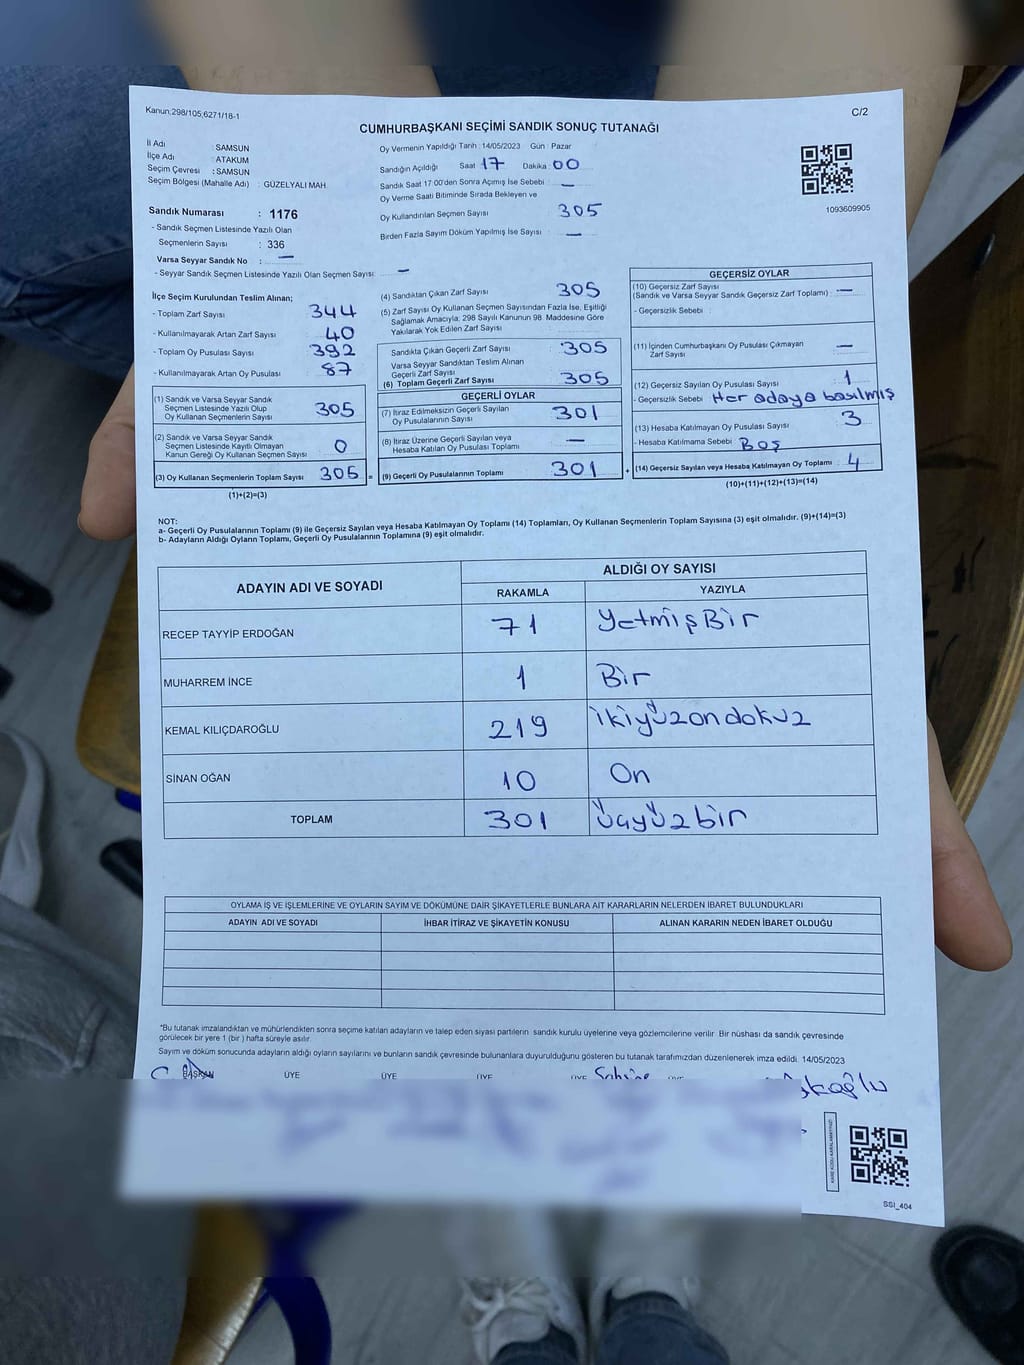 Kanun;298/105,6271/18-1
C/2
CUMHURBAŞKANI SEÇİMİ SANDIK SONUÇ TUTANAĞI
İl Adı : SAMSUN
İlçe Adı : ATAKUM
Seçim Çevresi : SAMSUN
Seçim Bölgesi (Mahalle Adı) : GÜZELYALI MAH.
Sandık Numarası : 1176
- Sandık Seçmen Listesinde Yazılı Olan
Seçmenlerin Sayısı : 336
Varsa Seyyar Sandık No : —
- Seyyar Sandık Seçmen Listesinde Yazılı Olan Seçmen Sayısı: —
Oy Vermenin Yapıldığı Tarih :14/05/2023 Gün : Pazar
Sandığın Açıldığı Saat 17 Dakika : 00
Sandık Saat 17:00'den Sonra Açımış İse Sebebi : —
Oy Verme Saati Bitiminde Sırada Bekleyen ve
Oy Kullandırılan Seçmen Sayısı 305
Birden Fazla Sayım Döküm Yapılmış İse Sayısı : —
1093609905
İlçe Seçim Kurulundan Teslim Alınan;
- Toplam Zarf Sayısı 344
- Kullanılmayarak Artan Zarf Sayısı 40
- Toplam Oy Pusulası Sayısı 392
- Kullanılmayarak Artan Oy Pusulası 87
(1) Sandık ve Varsa Seyyar Sandık
Seçmen Listesinde Yazılı Olup
Oy Kullanan Seçmenlerin Sayısı 305
(2) Sandık ve Varsa Seyyar Sandık
Seçmen Listesinde Kayıtlı Olmayan
Kanun Gereği Oy Kullanan Seçmen Sayısı 0
(3) Oy Kullanan Seçmenlerin Toplam Sayısı 305 =
(1)+(2)=(3)
(4) Sandıktan Çıkan Zarf Sayısı 305
(5) Zarf Sayısı Oy Kullanan Seçmen Sayısından Fazla İse, Eşitliği
Sağlamak Amacıyla; 298 Sayılı Kanunun 98. Maddesine Göre
Yakılarak Yok Edilen Zarf Sayısı
Sandıkta Çıkan Geçerli Zarf Sayısı 305
Varsa Seyyar Sandıktan Teslim Alınan
Geçerli Zarf Sayısı
(6) Toplam Geçerli Zarf Sayısı 305
GEÇERLİ OYLAR
(7) İtiraz Edilmeksizin Geçerli Sayılan
Oy Pusulalarının Sayısı 301
(8) İtiraz Üzerine Geçerli Sayılan veya
Hesaba Katılan Oy Pusulası Toplamı —
(9) Geçerli Oy Pusulalarının Toplamı 301 +
GEÇERSİZ OYLAR
(10) Geçersiz Zarf Sayısı
(Sandık ve Varsa Seyyar Sandık Geçersiz Zarf Toplamı) : —
- Geçersizlik Sebebi :
(11) İçinden Cumhurbaşkanı Oy Pusulası Çıkmayan
Zarf Sayısı —
(12) Geçersiz Sayılan Oy Pusulası Sayısı 1
- Geçersizlik Sebebi : Her adaya basılmış
(13) Hesaba Katılmayan Oy Pusulası Sayısı 3
- Hesaba Katılmama Sebebi : Boş
(14) Geçersiz Sayılan veya Hesaba Katılmayan Oy Toplamı 4
(10)+(11)+(12)+(13)=(14)
NOT:
a- Geçerli Oy Pusulalarının Toplamı (9) ile Geçersiz Sayılan veya Hesaba Katılmayan Oy Toplamı (14) Toplamları, Oy Kullanan Seçmenlerin Toplam Sayısına (3) eşit olmalıdır. (9)+(14)=(3)
b- Adayların Aldığı Oyların Toplamı, Geçerli Oy Pusulalarının Toplamına (9) eşit olmalıdır.
ADAYIN ADI VE SOYADI
ALDIĞI OY SAYISI
RAKAMLA YAZIYLA
RECEP TAYYİP ERDOĞAN 71 YetmişBir
MUHARREM İNCE 1 Bir
KEMAL KILIÇDAROĞLU 219 ikiyüzondokuz
SİNAN OĞAN 10 On
TOPLAM 301 üçyüzbir
OYLAMA İŞ VE İŞLEMLERİNE VE OYLARIN SAYIM VE DÖKÜMÜNE DAİR ŞİKAYETLERLE BUNLARA AİT KARARLARIN NELERDEN İBARET BULUNDUKLARI
ADAYIN ADI VE SOYADI İHBAR İTİRAZ VE ŞİKAYETİN KONUSU ALINAN KARARIN NEDEN İBARET OLDUĞU
*Bu tutanak imzalandıktan ve mühürlendikten sonra seçime katılan adayların ve talep eden siyasi partilerin sandık kurulu üyelerine veya gözlemcilerine verilir. Bir nüshası da sandık çevresinde
görülecek bir yere 1 (bir ) hafta süreyle asılır.
Sayım ve döküm sonucunda adayların aldığı oyların sayılarını ve bunların sandık çevresinde bulunanlara duyurulduğunu gösteren bu tutanak tarafımızdan düzenlenerek imza edildi. 14/05/2023
BAŞKAN ÜYE ÜYE ÜYE ÜYE
SSI_404